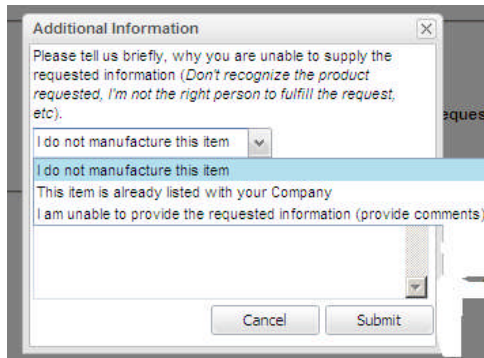 Additional Information
Please tell us briefly, why you are unable to supply the
requested information (Don't recognize the product
requested, I'm not the right person to fulfill the request,
etc).
I do not manufacture this item
I do not manufacture this item
This item is already listed with your Company
I am unable to provide the requested information (provide comments)
Cancel Submit